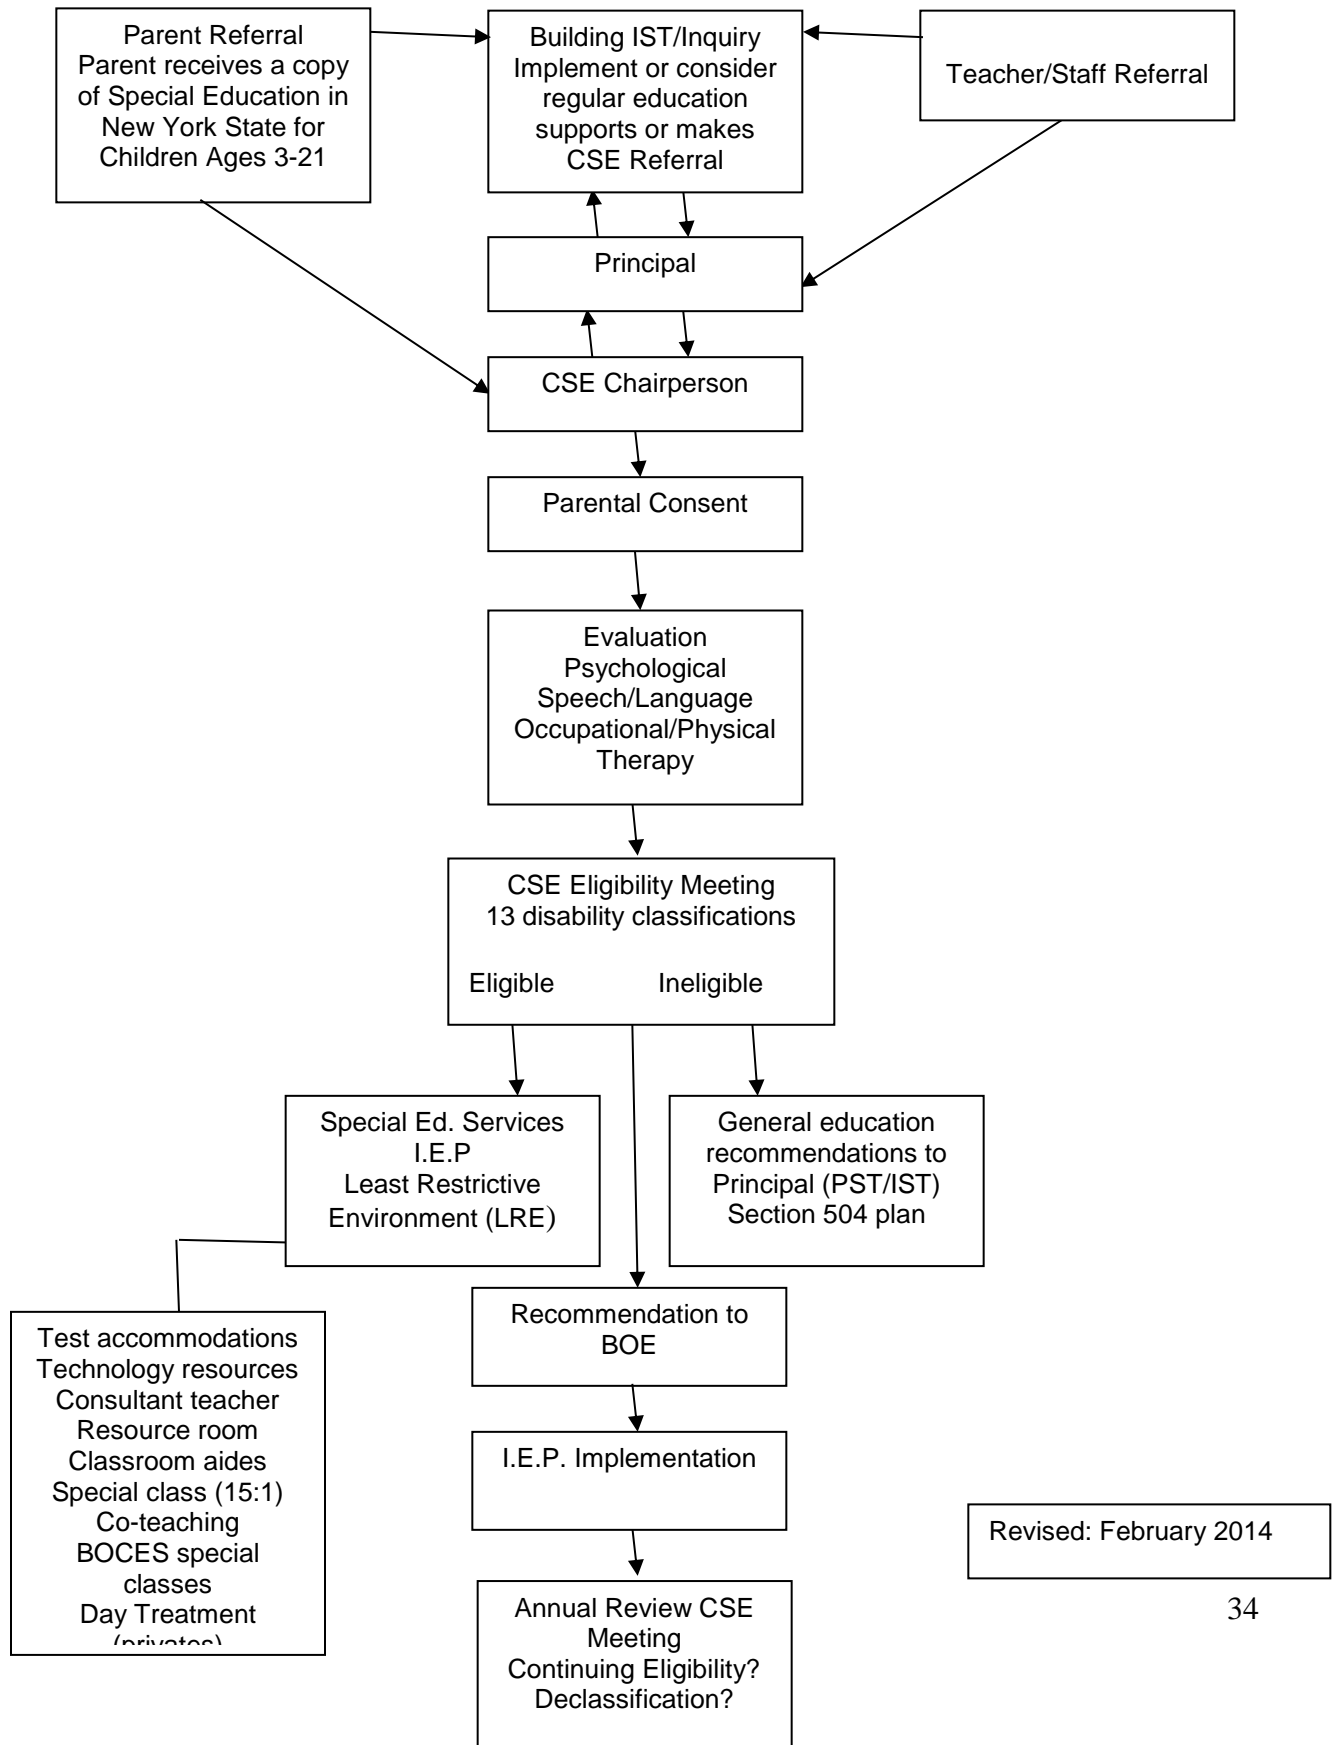 Parent Referral
Parent receives a copy
of Special Education in
New York State for
Children Ages 3-21
Building IST/Inquiry
Implement or consider
regular education
supports or makes
CSE Referral
Teacher/Staff Referral
Principal
CSE Chairperson
Parental Consent
Evaluation
Psychological
Speech/Language
Occupational/Physical
Therapy
CSE Eligibility Meeting
13 disability classifications
Eligible Ineligible
Special Ed. Services
I.E.P
Least Restrictive
Environment (LRE)
General education
recommendations to
Principal (PST/IST)
Section 504 plan
Test accommodations
Technology resources
Consultant teacher
Resource room
Classroom aides
Special class (15:1)
Co-teaching
BOCES special
classes
Day Treatment
(privates)
Recommendation to
BOE
I.E.P. Implementation
Annual Review CSE
Meeting
Continuing Eligibility?
Declassification?
Revised: February 2014
34